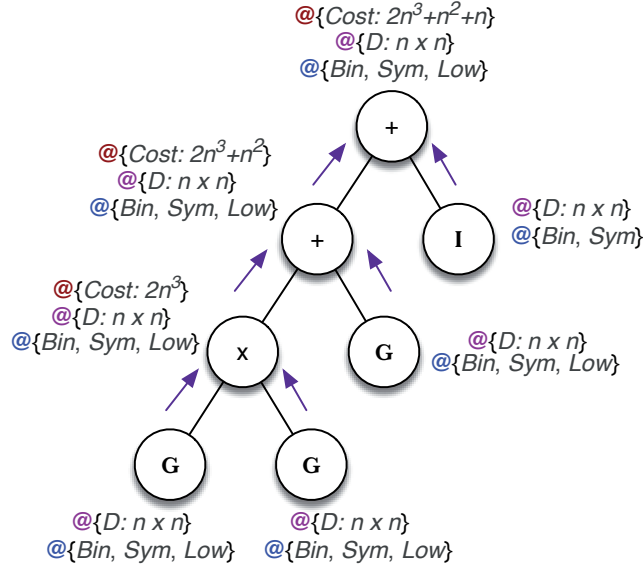 @{Cost: 2n³+n²+n}
@{D: n x n}
@{Bin, Sym, Low}
+
@{Cost: 2n³+n²}
@{D: n x n}
@{Bin, Sym, Low}
+
I
@{D: n x n}
@{Bin, Sym}
@{Cost: 2n³}
@{D: n x n}
@{Bin, Sym, Low}
x
G
@{D: n x n}
@{Bin, Sym, Low}
G
G
@{D: n x n}
@{Bin, Sym, Low}
@{D: n x n}
@{Bin, Sym, Low}